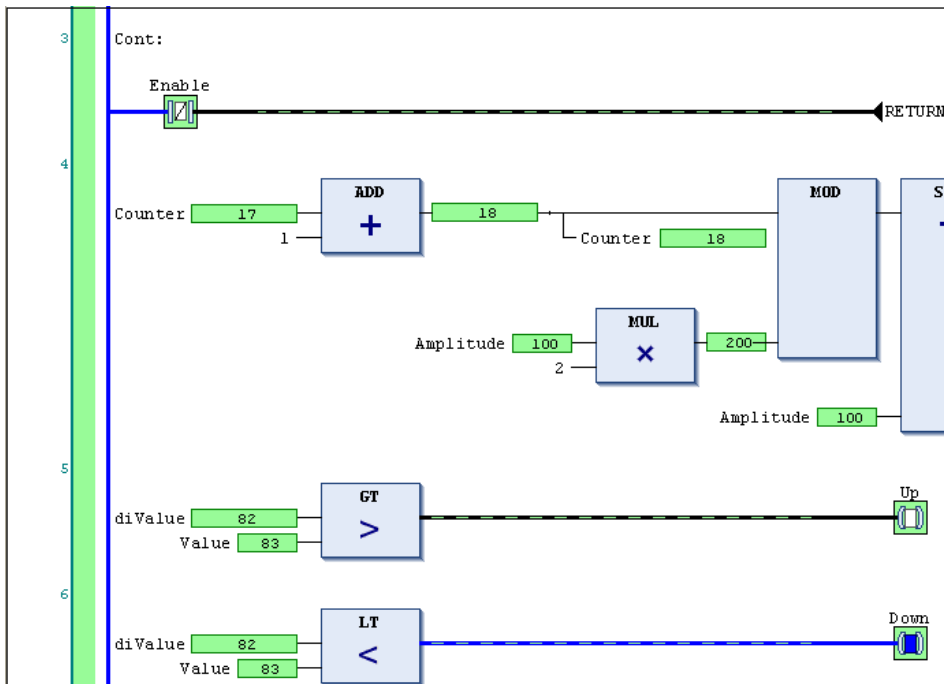 3 Cont:
Enable
RETURN
4
ADD MOD S
Counter 17 + 18
1 Counter 18
MUL
Amplitude 100 × 200
2
Amplitude 100
5
GT Up
diValue 82 >
Value 83
6
LT Down
diValue 82 <
Value 83